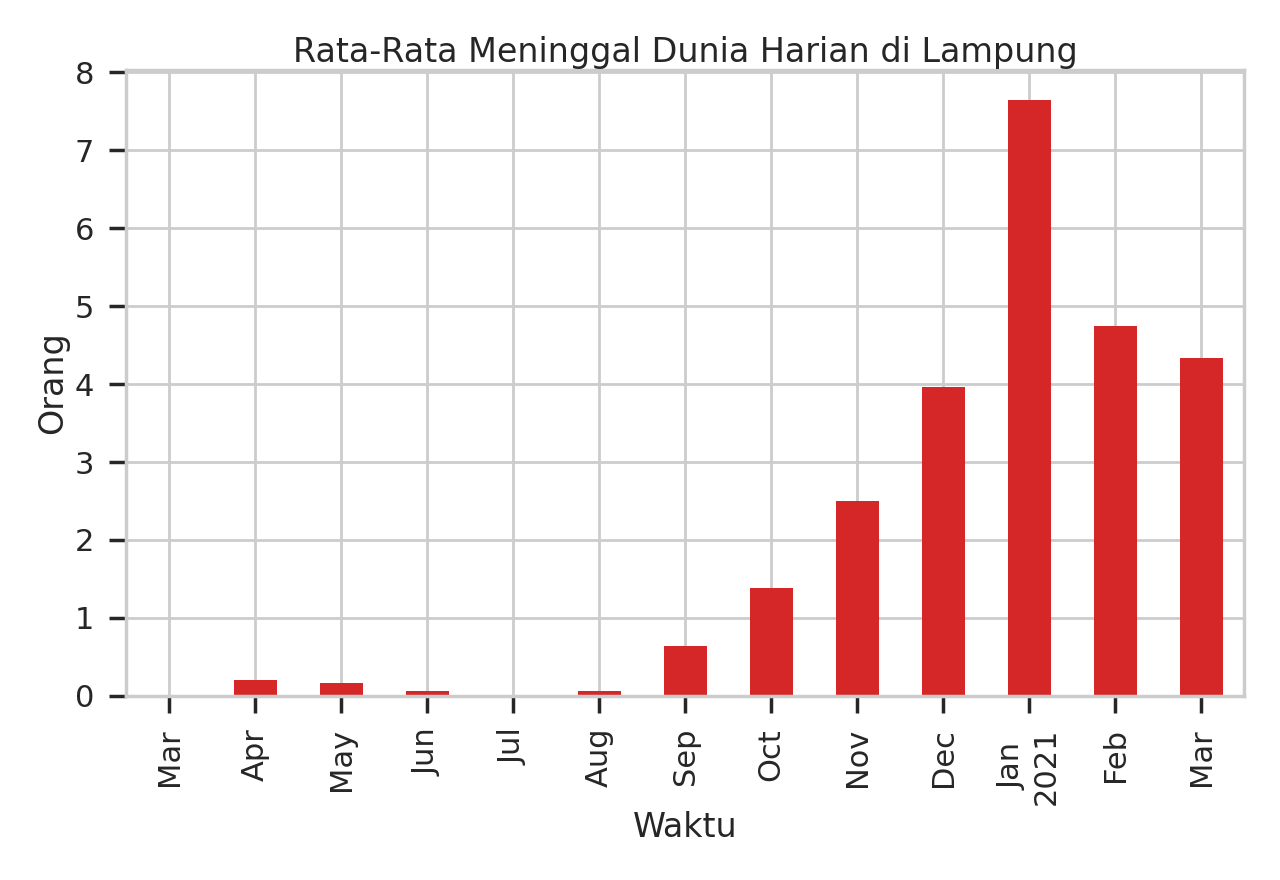 Rata-Rata Meninggal Dunia Harian di Lampung
8
7
6
5
4
3
2
1
0
Orang
Mar
Apr
May
Jun
Jul
Aug
Sep
Oct
Nov
Dec
Jan
2021
Feb
Mar
Waktu